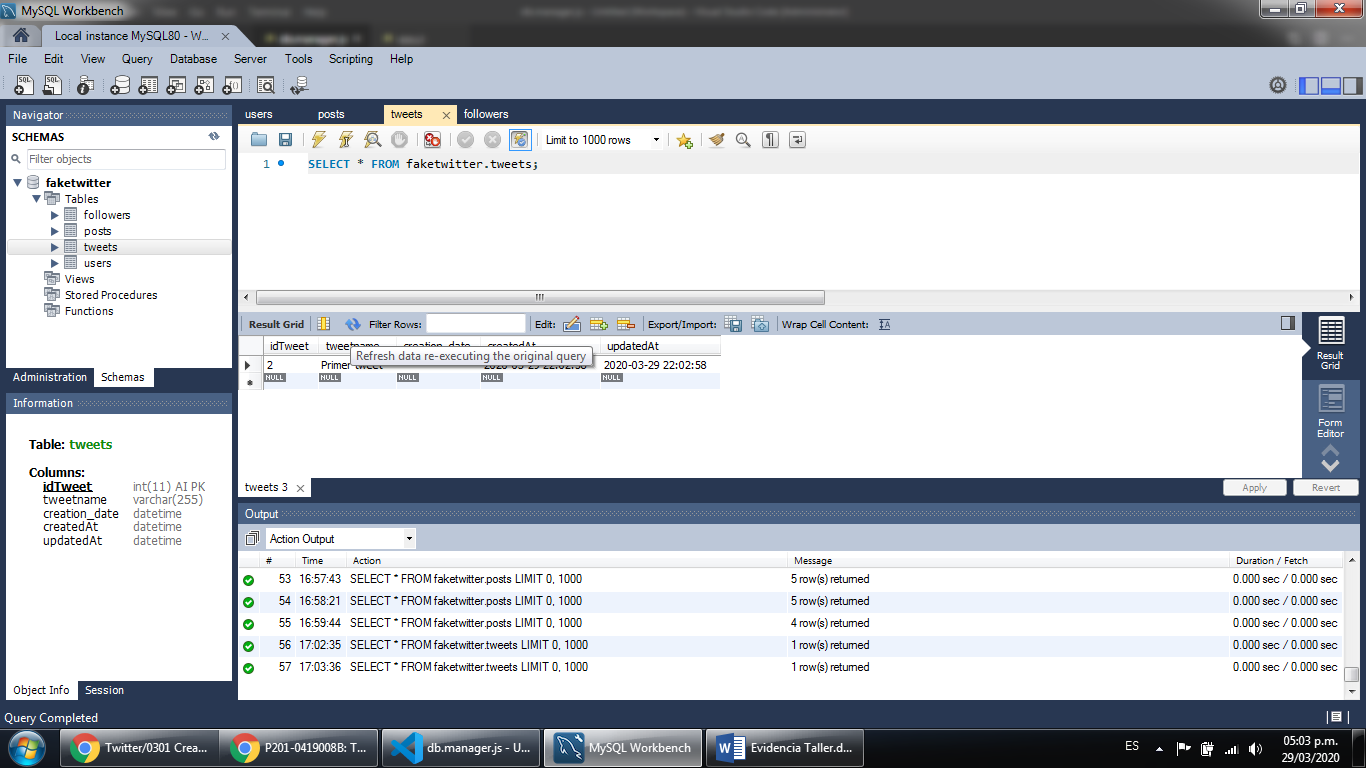 MySQL Workbench
Local instance MySQL80 - W...
File Edit View Query Database Server Tools Scripting Help
Navigator
SCHEMAS
Filter objects
faketwitter
Tables
followers
posts
tweets
users
Views
Stored Procedures
Functions
Administration Schemas
Information
Table: tweets
Columns:
idTweet int(11) AI PK
tweetname varchar(255)
creation_date datetime
createdAt datetime
updatedAt datetime
Object Info Session
users posts tweets followers
Limit to 1000 rows
1 SELECT * FROM faketwitter.tweets;
Result Grid Filter Rows: Edit: Export/Import: Wrap Cell Content:
idTweet tweetname creation_date createdAt updatedAt
Refresh data re-executing the original query
2 Primer tweet 2020-03-29 22:02:58 2020-03-29 22:02:58
NULL NULL NULL NULL NULL
Result
Grid
Form
Editor
tweets 3 Apply Revert
Output
Action Output
# Time Action Message Duration / Fetch
53 16:57:43 SELECT * FROM faketwitter.posts LIMIT 0, 1000 5 row(s) returned 0.000 sec / 0.000 sec
54 16:58:21 SELECT * FROM faketwitter.posts LIMIT 0, 1000 5 row(s) returned 0.000 sec / 0.000 sec
55 16:59:44 SELECT * FROM faketwitter.posts LIMIT 0, 1000 4 row(s) returned 0.000 sec / 0.000 sec
56 17:02:35 SELECT * FROM faketwitter.tweets LIMIT 0, 1000 1 row(s) returned 0.000 sec / 0.000 sec
57 17:03:36 SELECT * FROM faketwitter.tweets LIMIT 0, 1000 1 row(s) returned 0.000 sec / 0.000 sec
Query Completed
Twitter/0301 Crea... P201-0419008B: T... db.manager.js - U... MySQL Workbench Evidencia Taller.d... ES 05:03 p.m.
29/03/2020